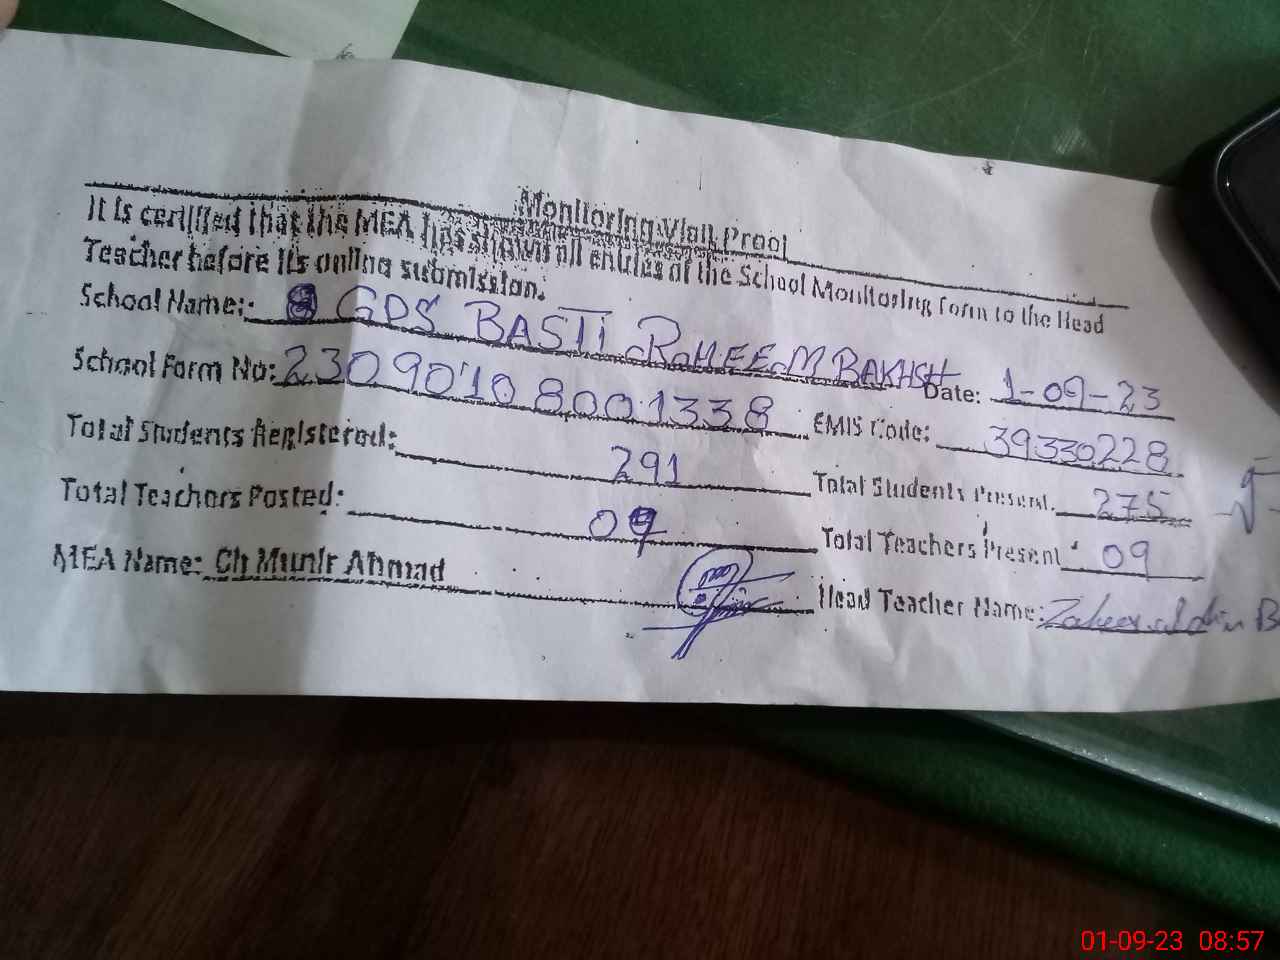 Monitoring Visit Proof
It is certified that the MEA has shown all entries of the School Monitoring Form to the Head
Teacher before its online submission.
School Name: GPS BASTI RAHEEM BAKHSH Date: 1-09-23
School Form No: 23090108001338 EMIS Code: 39330228
Total Students Registered: 291 Total Students Present. 275
Total Teachers Posted: 09 Total Teachers Present 09
MEA Name: Ch Munir Ahmad Head Teacher Name:
01-09-23 08:57